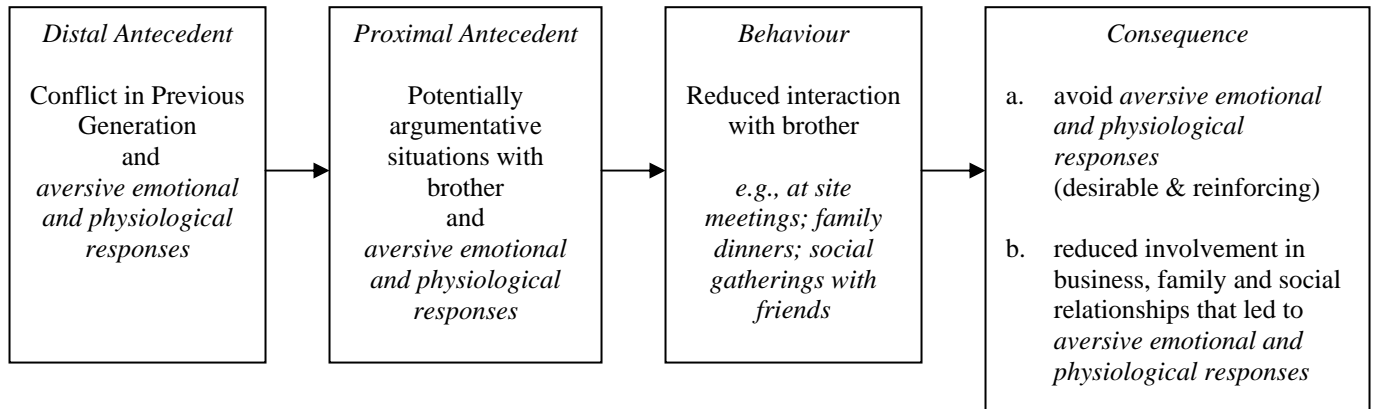 Distal Antecedent
Conflict in Previous
Generation
and
aversive emotional
and physiological
responses
Proximal Antecedent
Potentially
argumentative
situations with
brother
and
aversive emotional
and physiological
responses
Behaviour
Reduced interaction
with brother
e.g., at site
meetings; family
dinners; social
gatherings with
friends
Consequence
a. avoid aversive emotional
and physiological
responses
(desirable & reinforcing)
b. reduced involvement in
business, family and social
relationships that led to
aversive emotional and
physiological responses